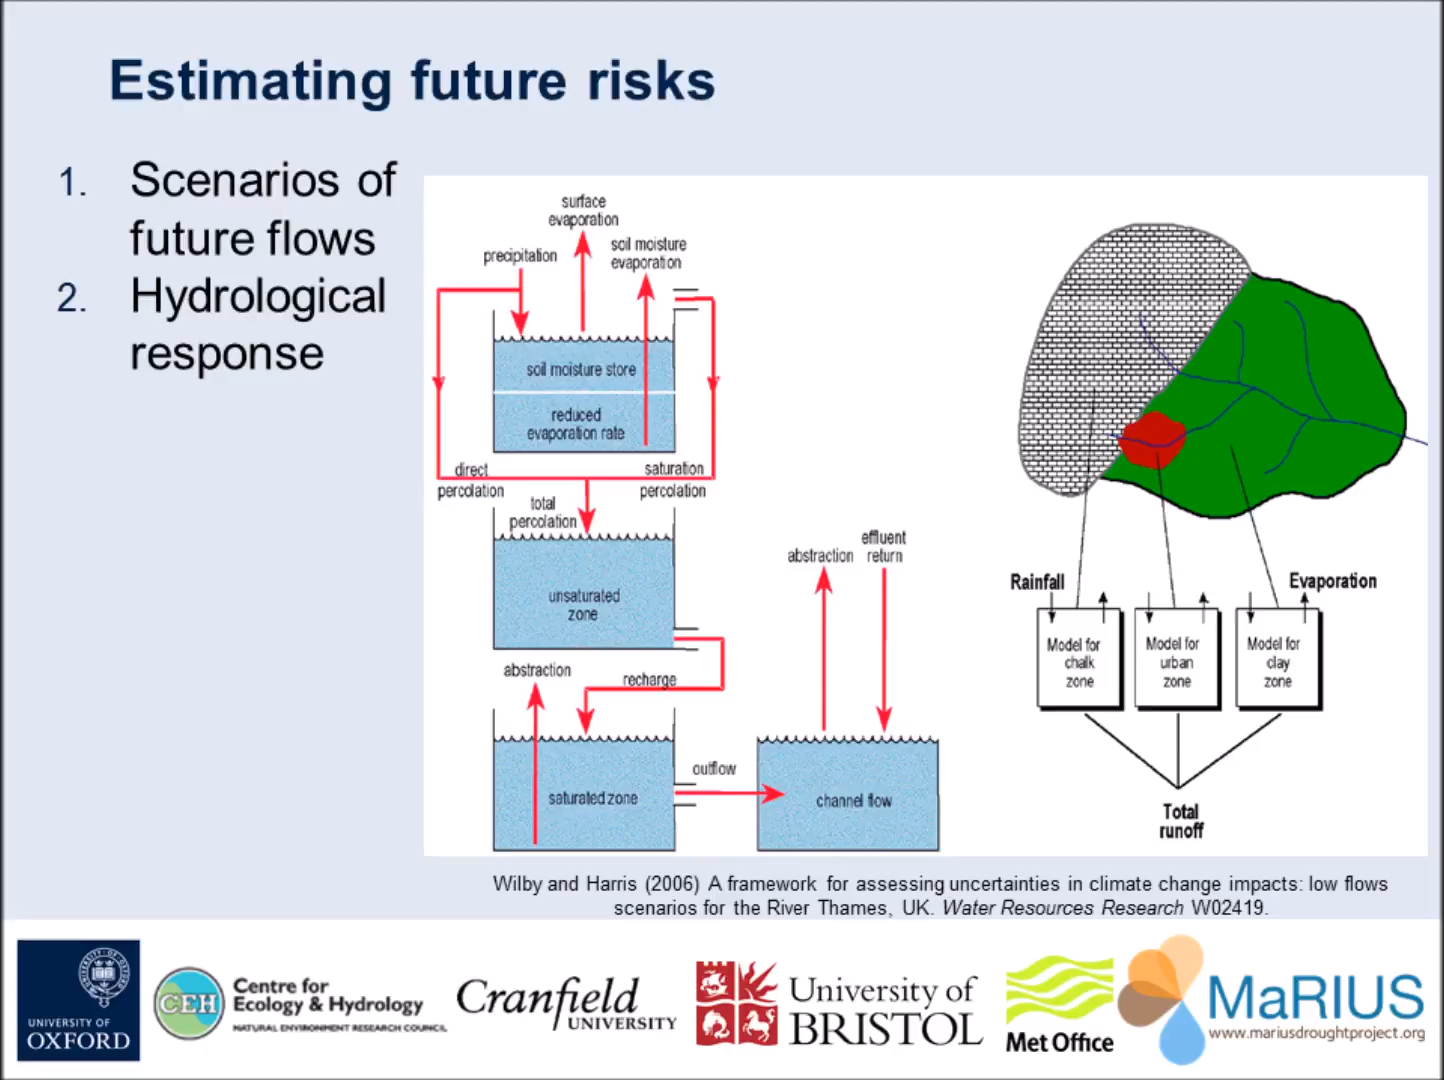 Estimating future risks
1. Scenarios of
future flows
2. Hydrological
response
surface
evaporation
precipitation
soil moisture
evaporation
soil moisture store
reduced
evaporation rate
direct
percolation
saturation
percolation
total
percolation
unsaturated
zone
abstraction
recharge
saturated zone
outflow
abstraction
effluent
return
channel flow
Rainfall
Evaporation
Model for
chalk
zone
Model for
urban
zone
Model for
clay
zone
Total
runoff
Wilby and Harris (2006) A framework for assessing uncertainties in climate change impacts: low flows
scenarios for the River Thames, UK. Water Resources Research W02419.
UNIVERSITY OF
OXFORD
CEH
Centre for
Ecology & Hydrology
NATURAL ENVIRONMENT RESEARCH COUNCIL
Cranfield
UNIVERSITY
University of
BRISTOL
Met Office
MaRIUS
www.mariusdroughtproject.org